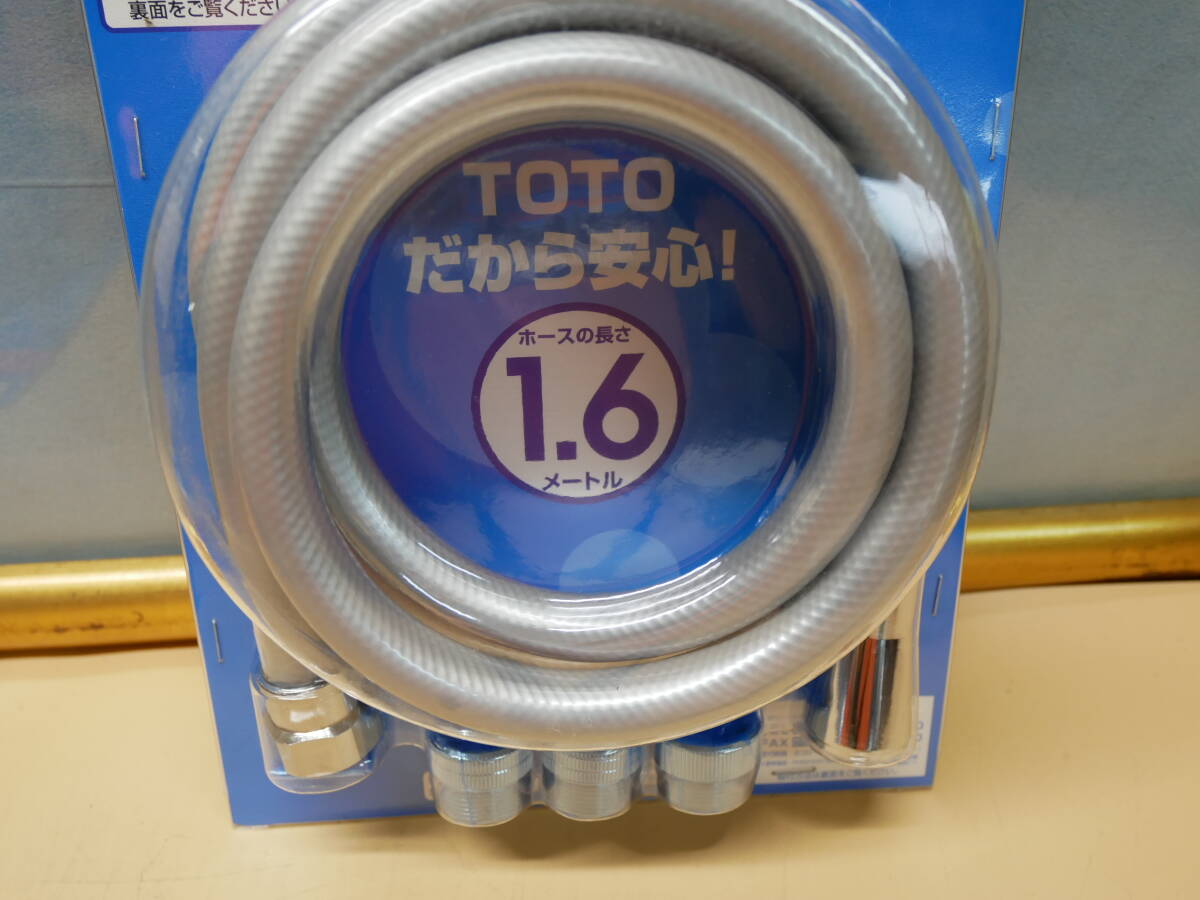 裏面をご覧ください
TOTO
だから安心!
ホースの長さ
1.6
メートル